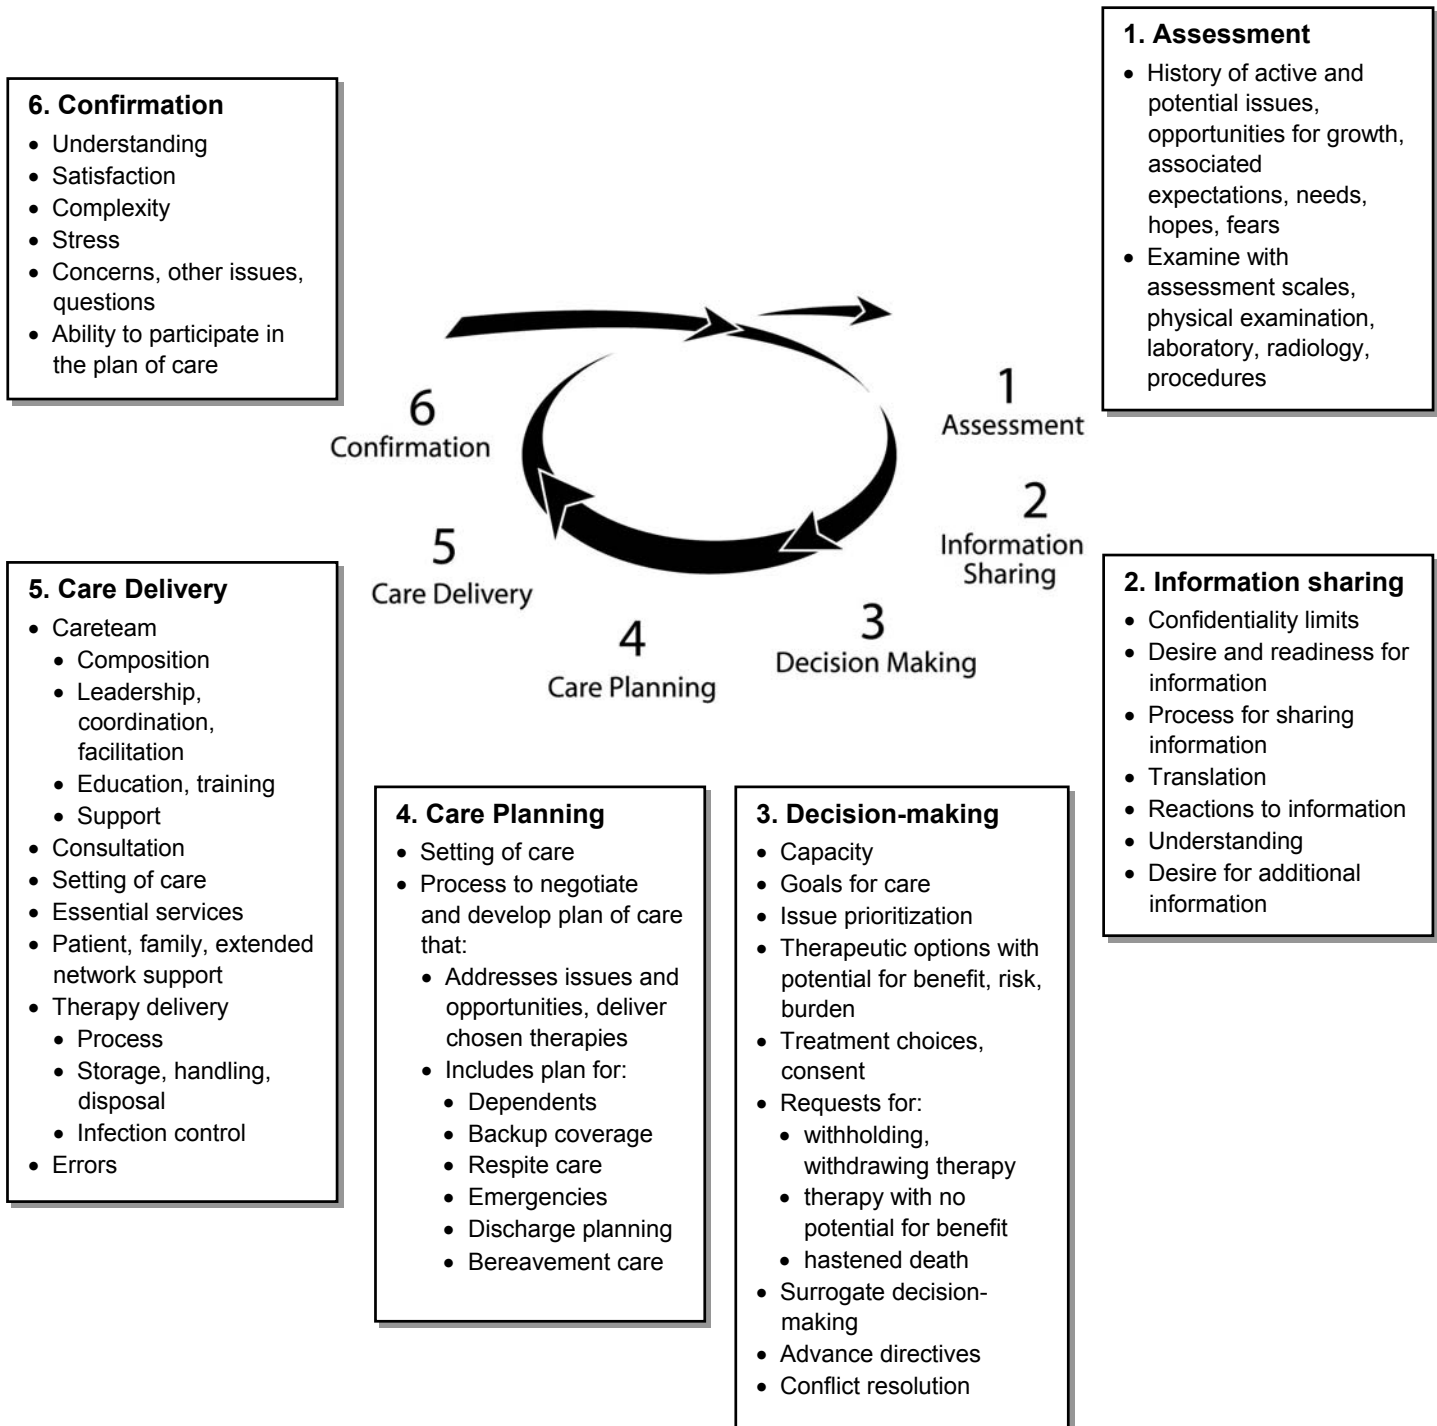 1. Assessment
• History of active and
potential issues,
opportunities for growth,
associated
expectations, needs,
hopes, fears
• Examine with
assessment scales,
physical examination,
laboratory, radiology,
procedures
6. Confirmation
• Understanding
• Satisfaction
• Complexity
• Stress
• Concerns, other issues,
questions
• Ability to participate in
the plan of care
1
Assessment
2
Information
Sharing
3
Decision Making
4
Care Planning
5
Care Delivery
6
Confirmation
2. Information sharing
• Confidentiality limits
• Desire and readiness for
information
• Process for sharing
information
• Translation
• Reactions to information
• Understanding
• Desire for additional
information
5. Care Delivery
• Careteam
• Composition
• Leadership,
coordination,
facilitation
• Education, training
• Support
• Consultation
• Setting of care
• Essential services
• Patient, family, extended
network support
• Therapy delivery
• Process
• Storage, handling,
disposal
• Infection control
• Errors
4. Care Planning
• Setting of care
• Process to negotiate
and develop plan of care
that:
• Addresses issues and
opportunities, deliver
chosen therapies
• Includes plan for:
• Dependents
• Backup coverage
• Respite care
• Emergencies
• Discharge planning
• Bereavement care
3. Decision-making
• Capacity
• Goals for care
• Issue prioritization
• Therapeutic options with
potential for benefit, risk,
burden
• Treatment choices,
consent
• Requests for:
• withholding,
withdrawing therapy
• therapy with no
potential for benefit
• hastened death
• Surrogate decision-
making
• Advance directives
• Conflict resolution